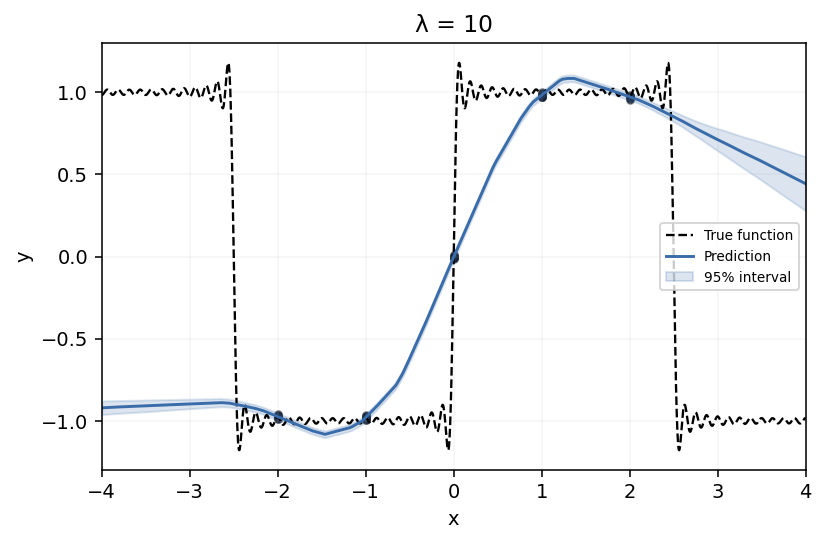 λ = 10
y
1.0
0.5
0.0
−0.5
−1.0
True function
Prediction
95% interval
−4 −3 −2 −1 0 1 2 3 4
x